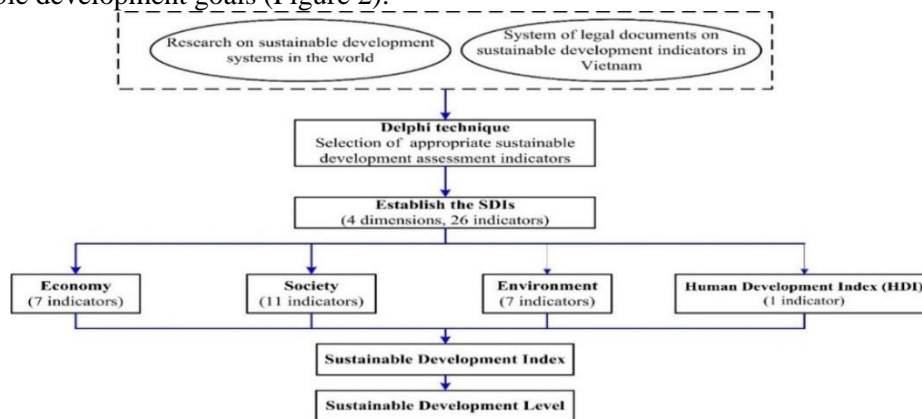 ble development goals (Figure 2).
Research on sustainable development
systems in the world
System of legal documents on
sustainable development indicators in
Vietnam
Delphi technique
Selection of appropriate sustainable
development assessment indicators
Establish the SDIs
(4 dimensions, 26 indicators)
Economy
(7 indicators)
Society
(11 indicators)
Environment
(7 indicators)
Human Development Index (HDI)
(1 indicator)
Sustainable Development Index
Sustainable Development Level